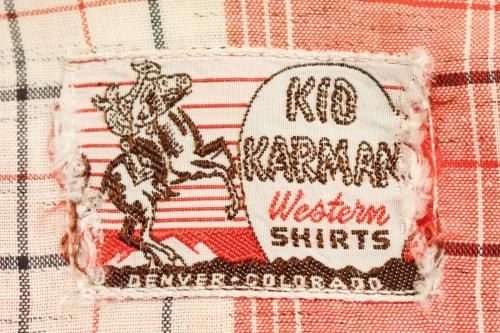 KID
KARMAN
Western
SHIRTS
DENVER·COLORADO